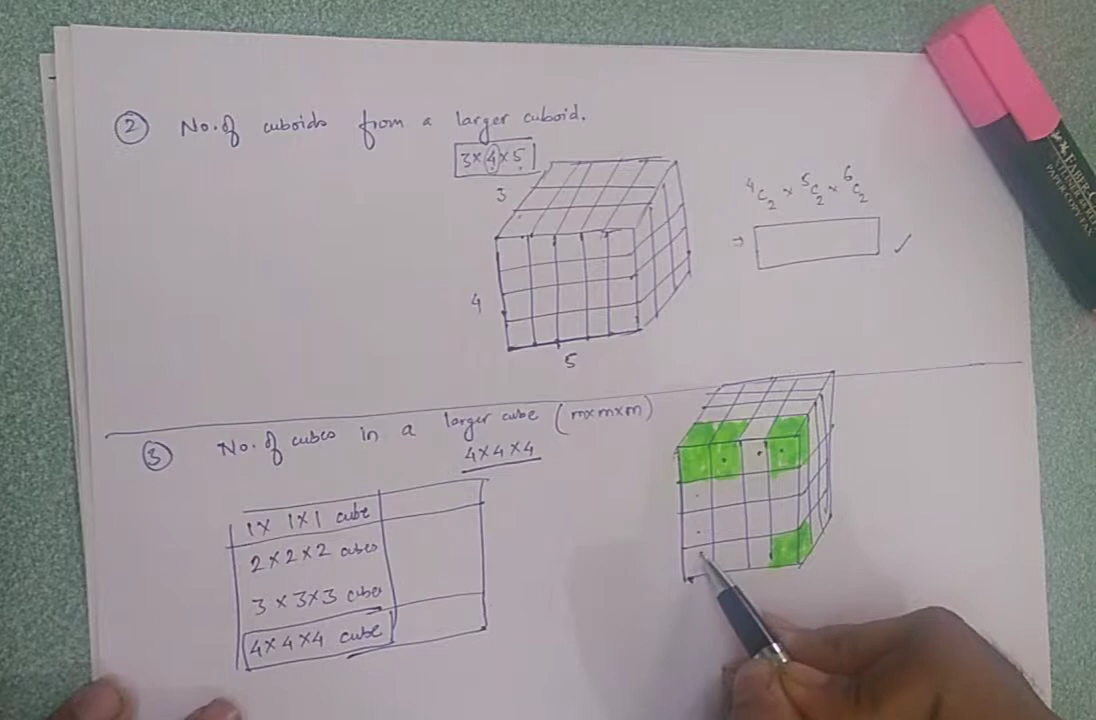 ② No. of cuboids from a larger cuboid.
3×4×5
3
4
5
⁴C₂ × ⁵C₂ × ⁶C₂
→
③ No. of cubes in a larger cube (m×m×m)
4×4×4
1 × 1×1 cube
2×2×2 cubes
3 × 3×3 cubes
4×4×4 cube
FABER-C